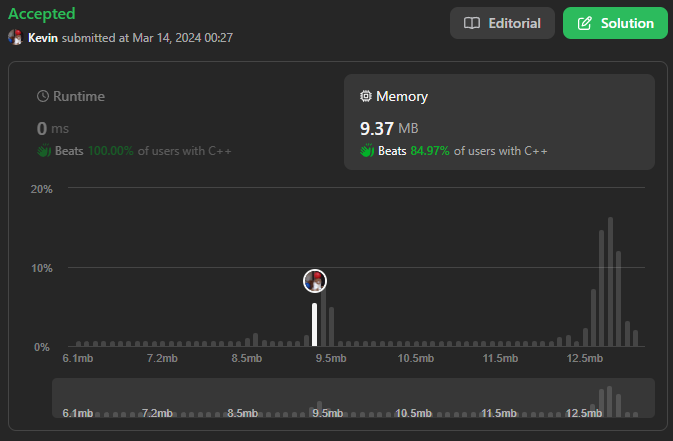 Accepted
Kevin submitted at Mar 14, 2024 00:27
Editorial
Solution
Runtime
0 ms
Beats 100.00% of users with C++
Memory
9.37 MB
Beats 84.97% of users with C++
20%
10%
0%
6.1mb 7.2mb 8.5mb 9.5mb 10.5mb 11.5mb 12.5mb
6.1mb 7.2mb 8.5mb 9.5mb 10.5mb 11.5mb 12.5mb